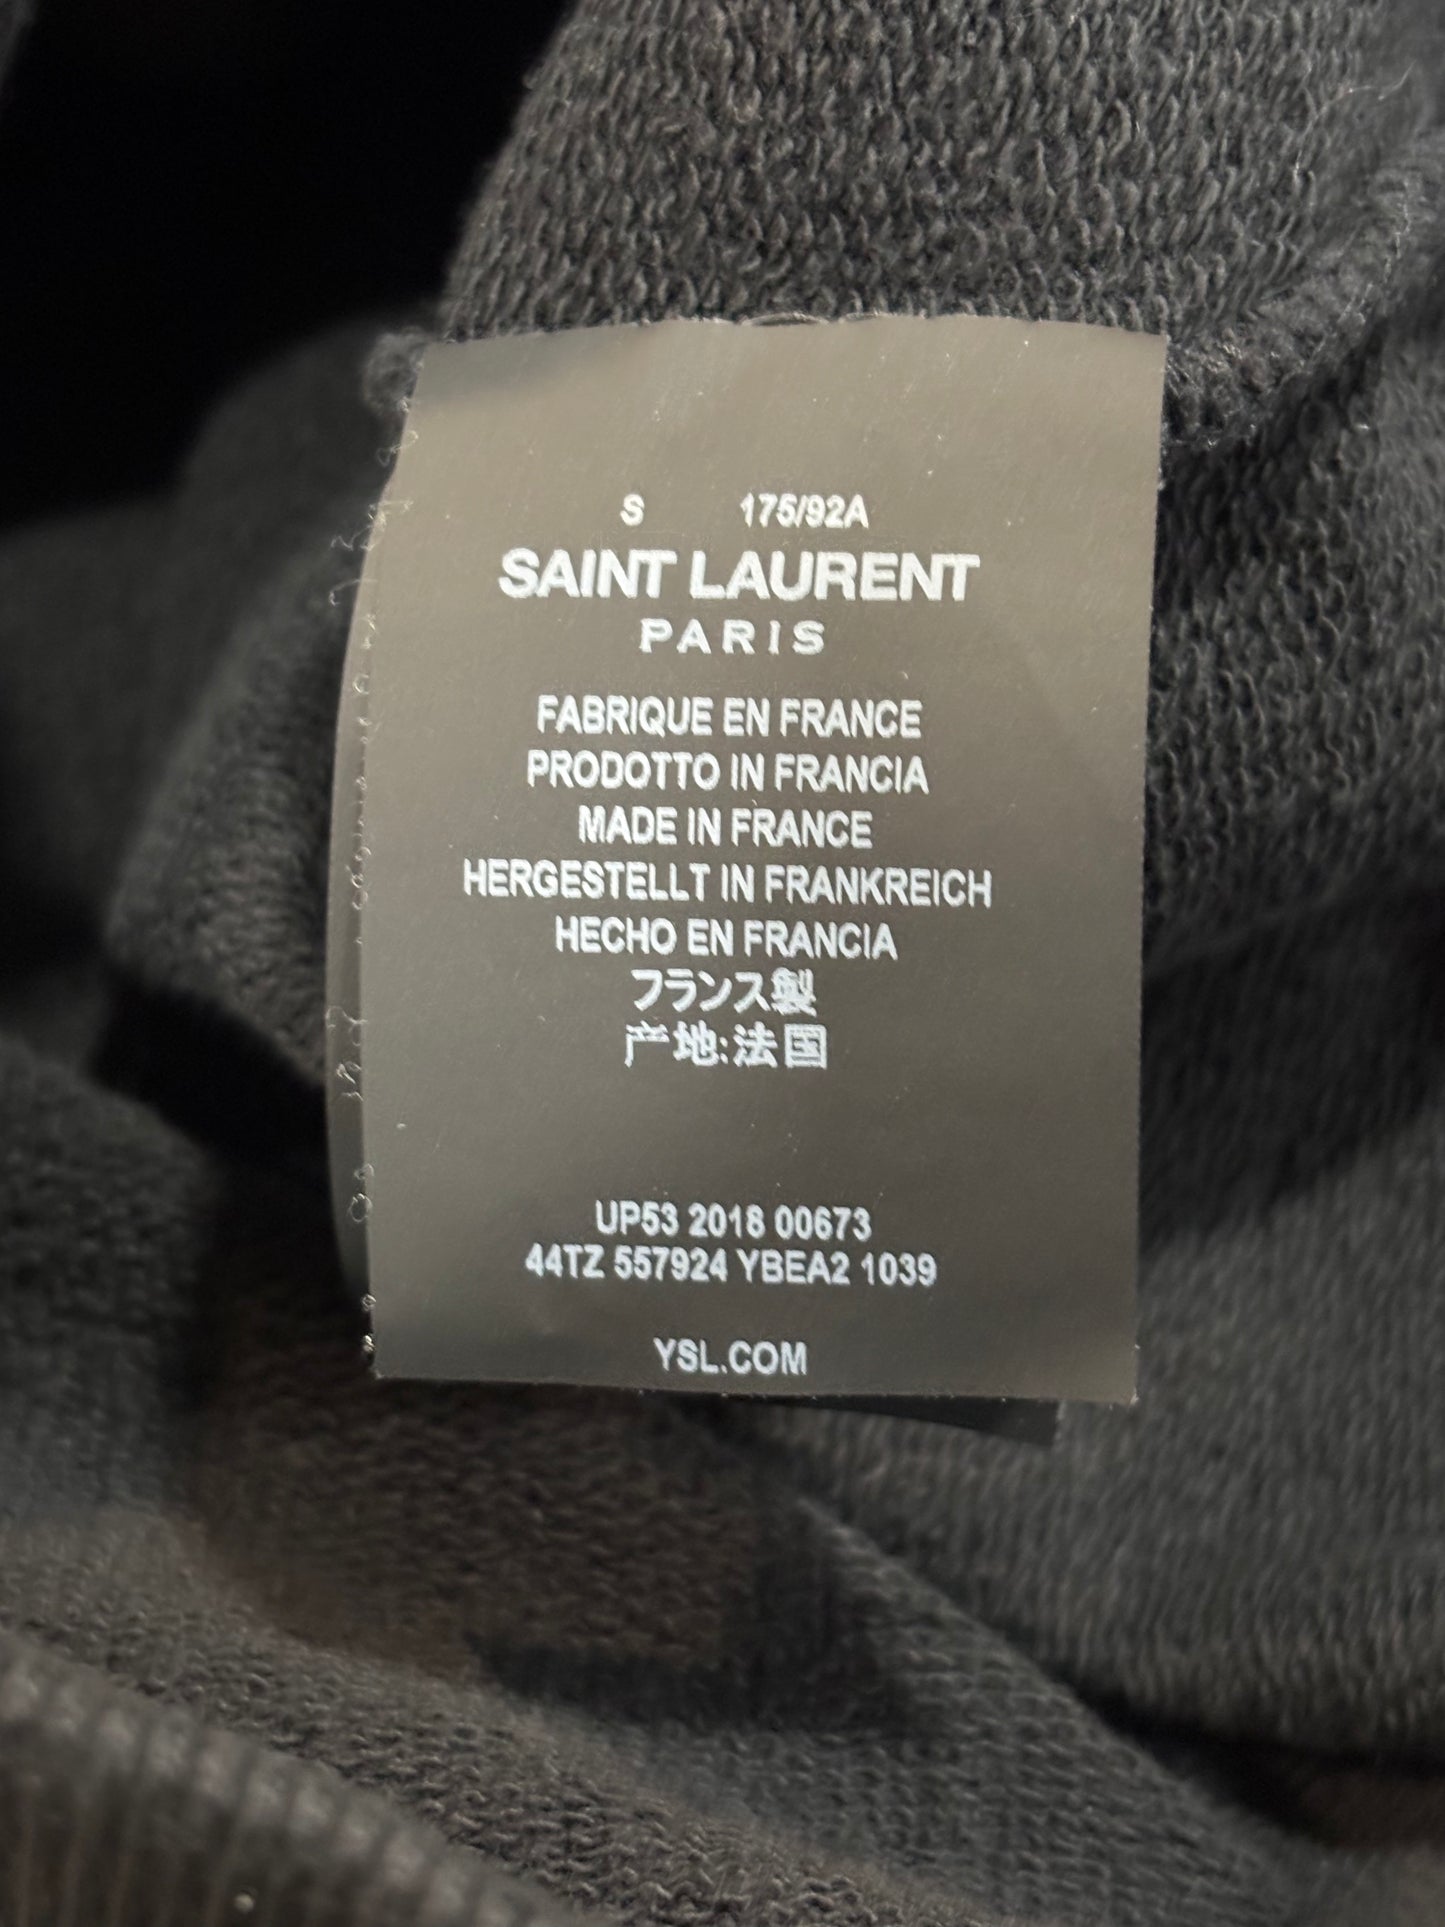 S 175/92A
SAINT LAURENT
PARIS
FABRIQUE EN FRANCE
PRODOTTO IN FRANCIA
MADE IN FRANCE
HERGESTELLT IN FRANKREICH
HECHO EN FRANCIA
フランス製
产地:法国
UP53 2018 00673
44TZ 557924 YBEA2 1039
YSL.COM